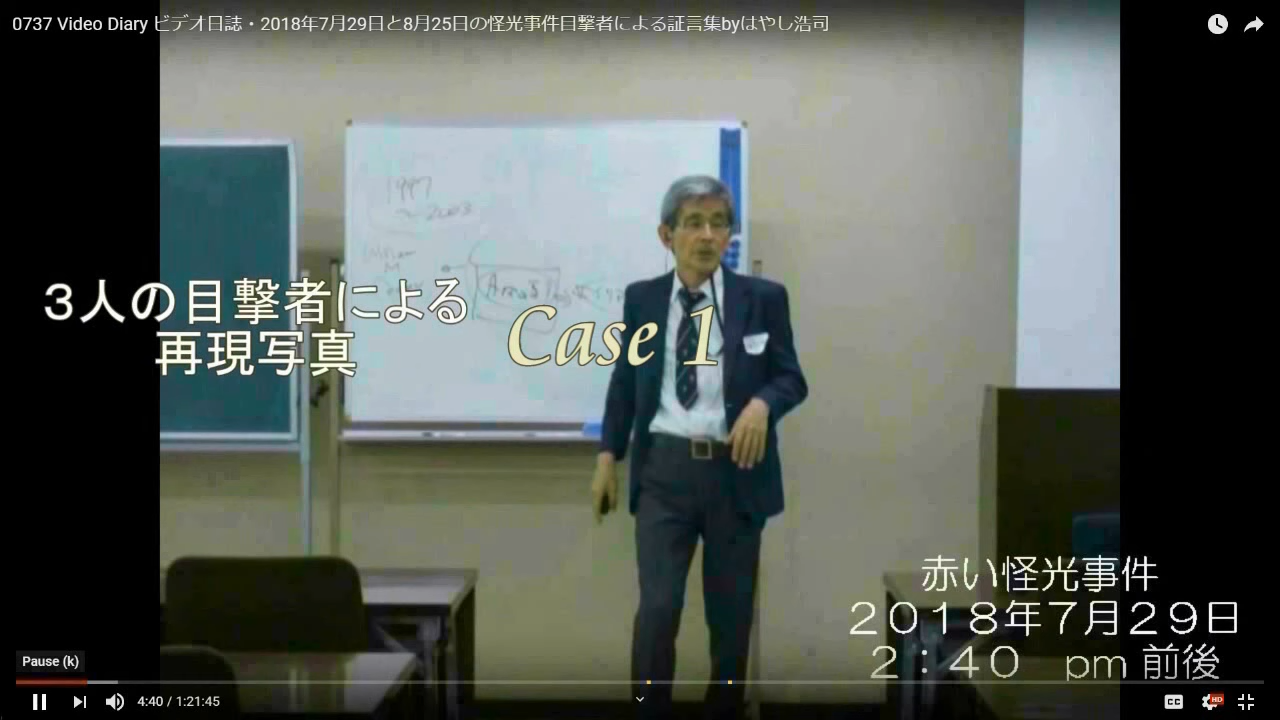 0737 Video Diary ビデオ日誌・2018年7月29日と8月25日の怪光事件目撃者による証言集byはやし浩司
1997
~2003
Area51
３人の目撃者による
再現写真
Case 1
赤い怪光事件
２０１８年７月２９日
２：４０　pm 前後
Pause (k)
4:40 / 1:21:45
CC
HD